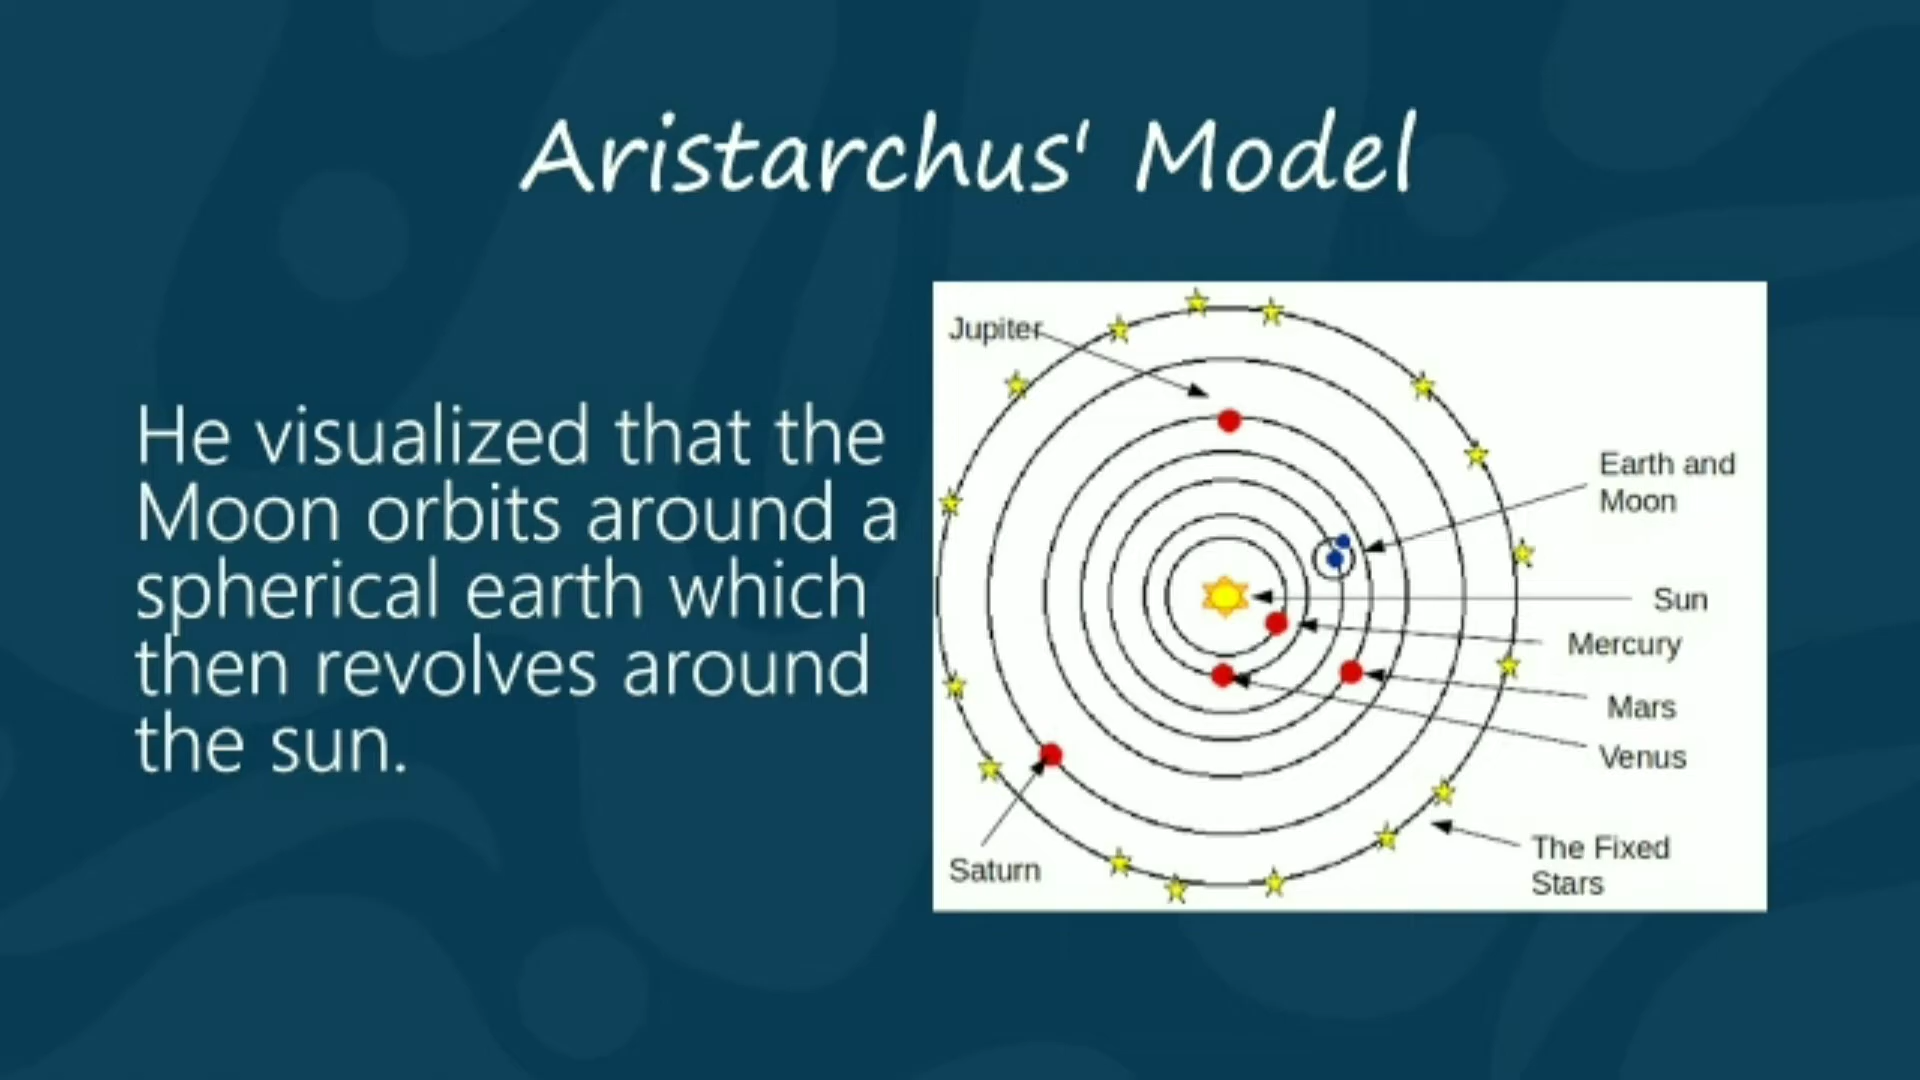 Aristarchus' Model
He visualized that the
Moon orbits around a
spherical earth which
then revolves around
the sun.
Jupiter
Earth and
Moon
Sun
Mercury
Mars
Venus
The Fixed
Stars
Saturn